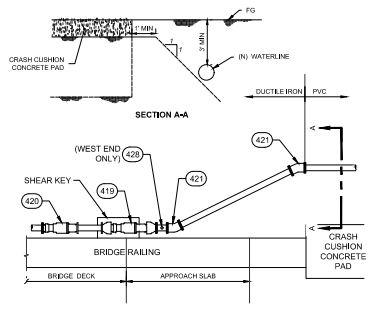 FG
1' MIN
3' MIN
1
1
CRASH CUSHION
CONCRETE PAD
(N) WATERLINE
SECTION A-A
DUCTILE IRON
PVC
(WEST END
ONLY)
428
421
421
A
SHEAR KEY
419
420
A
BRIDGE RAILING
CRASH
CUSHION
CONCRETE
PAD
BRIDGE DECK
APPROACH SLAB